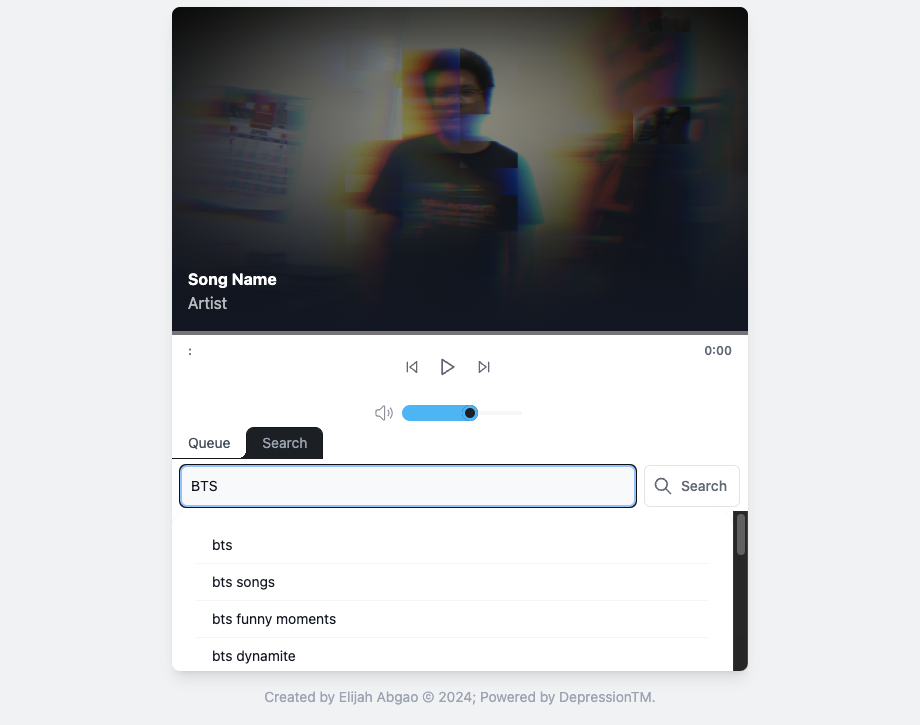 Song Name
Artist
:
0:00
Queue
Search
BTS
Search
bts
bts songs
bts funny moments
bts dynamite
Created by Elijah Abgao © 2024; Powered by DepressionTM.